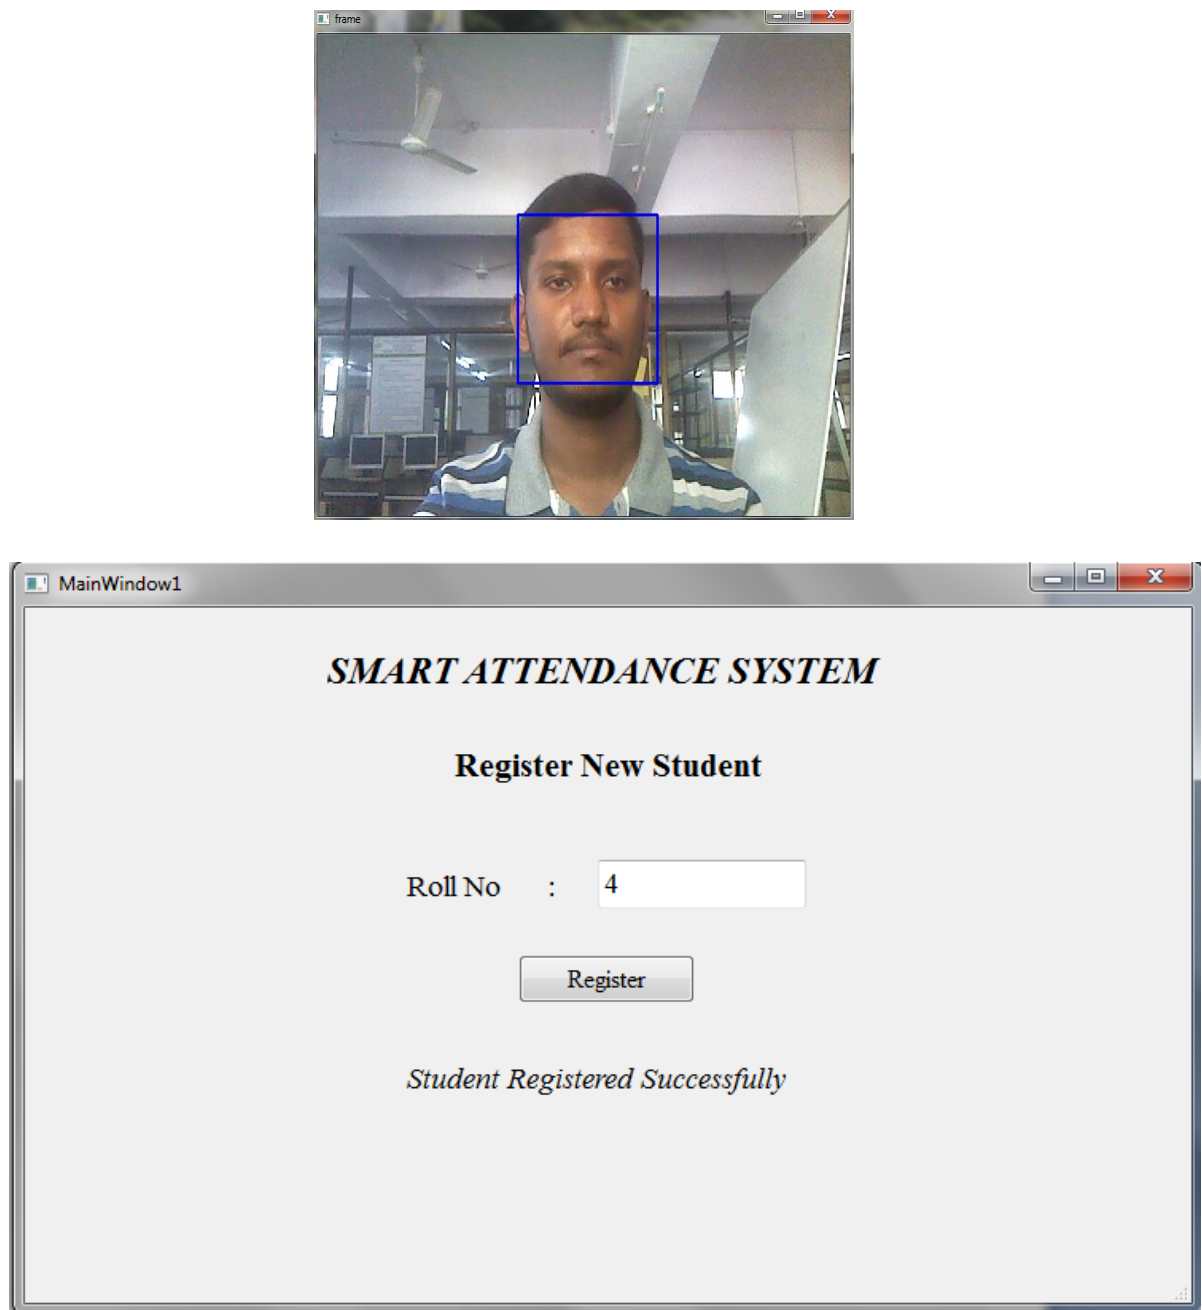 frame
MainWindow1
SMART ATTENDANCE SYSTEM
Register New Student
Roll No : 4
Register
Student Registered Successfully